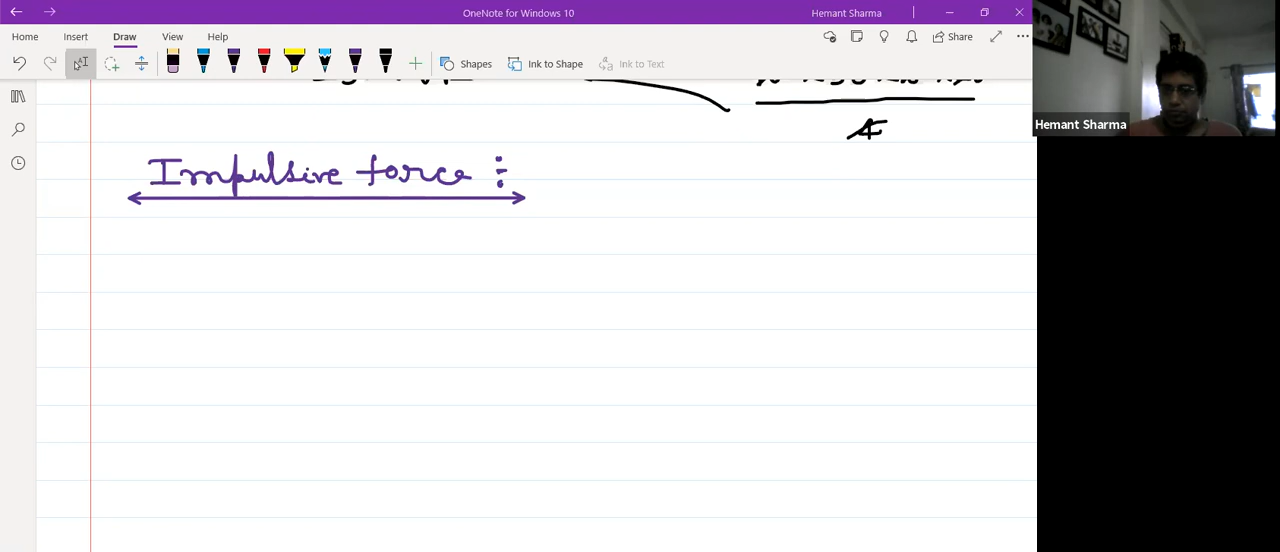 OneNote for Windows 10
Hemant Sharma
Home Insert Draw View Help
Share
Shapes Ink to Shape Ink to Text
Hemant Sharma
4
Impulsive force :